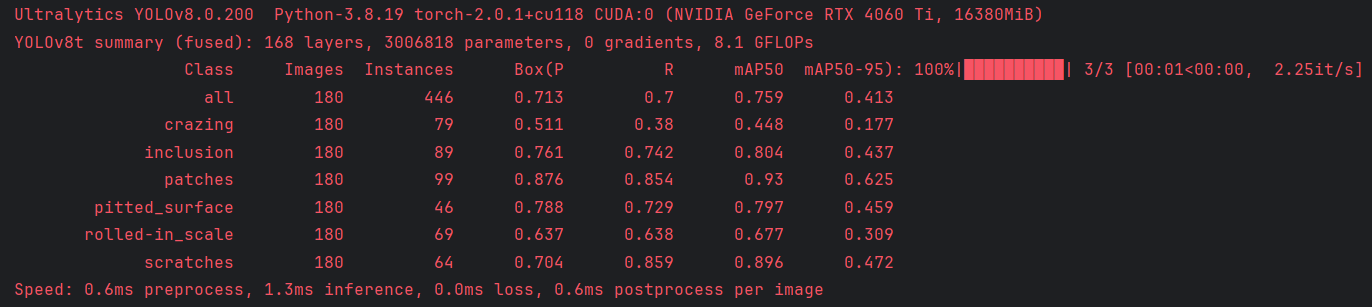 Ultralytics YOLOv8.0.200  Python-3.8.19 torch-2.0.1+cu118 CUDA:0 (NVIDIA GeForce RTX 4060 Ti, 16380MiB)
YOLOv8t summary (fused): 168 layers, 3006818 parameters, 0 gradients, 8.1 GFLOPs
Class Images Instances Box(P R mAP50 mAP50-95): 100%|██████████| 3/3 [00:01<00:00, 2.25it/s]
all 180 446 0.713 0.7 0.759 0.413
crazing 180 79 0.511 0.38 0.448 0.177
inclusion 180 89 0.761 0.742 0.804 0.437
patches 180 99 0.876 0.854 0.93 0.625
pitted_surface 180 46 0.788 0.729 0.797 0.459
rolled-in_scale 180 69 0.637 0.638 0.677 0.309
scratches 180 64 0.704 0.859 0.896 0.472
Speed: 0.6ms preprocess, 1.3ms inference, 0.0ms loss, 0.6ms postprocess per image